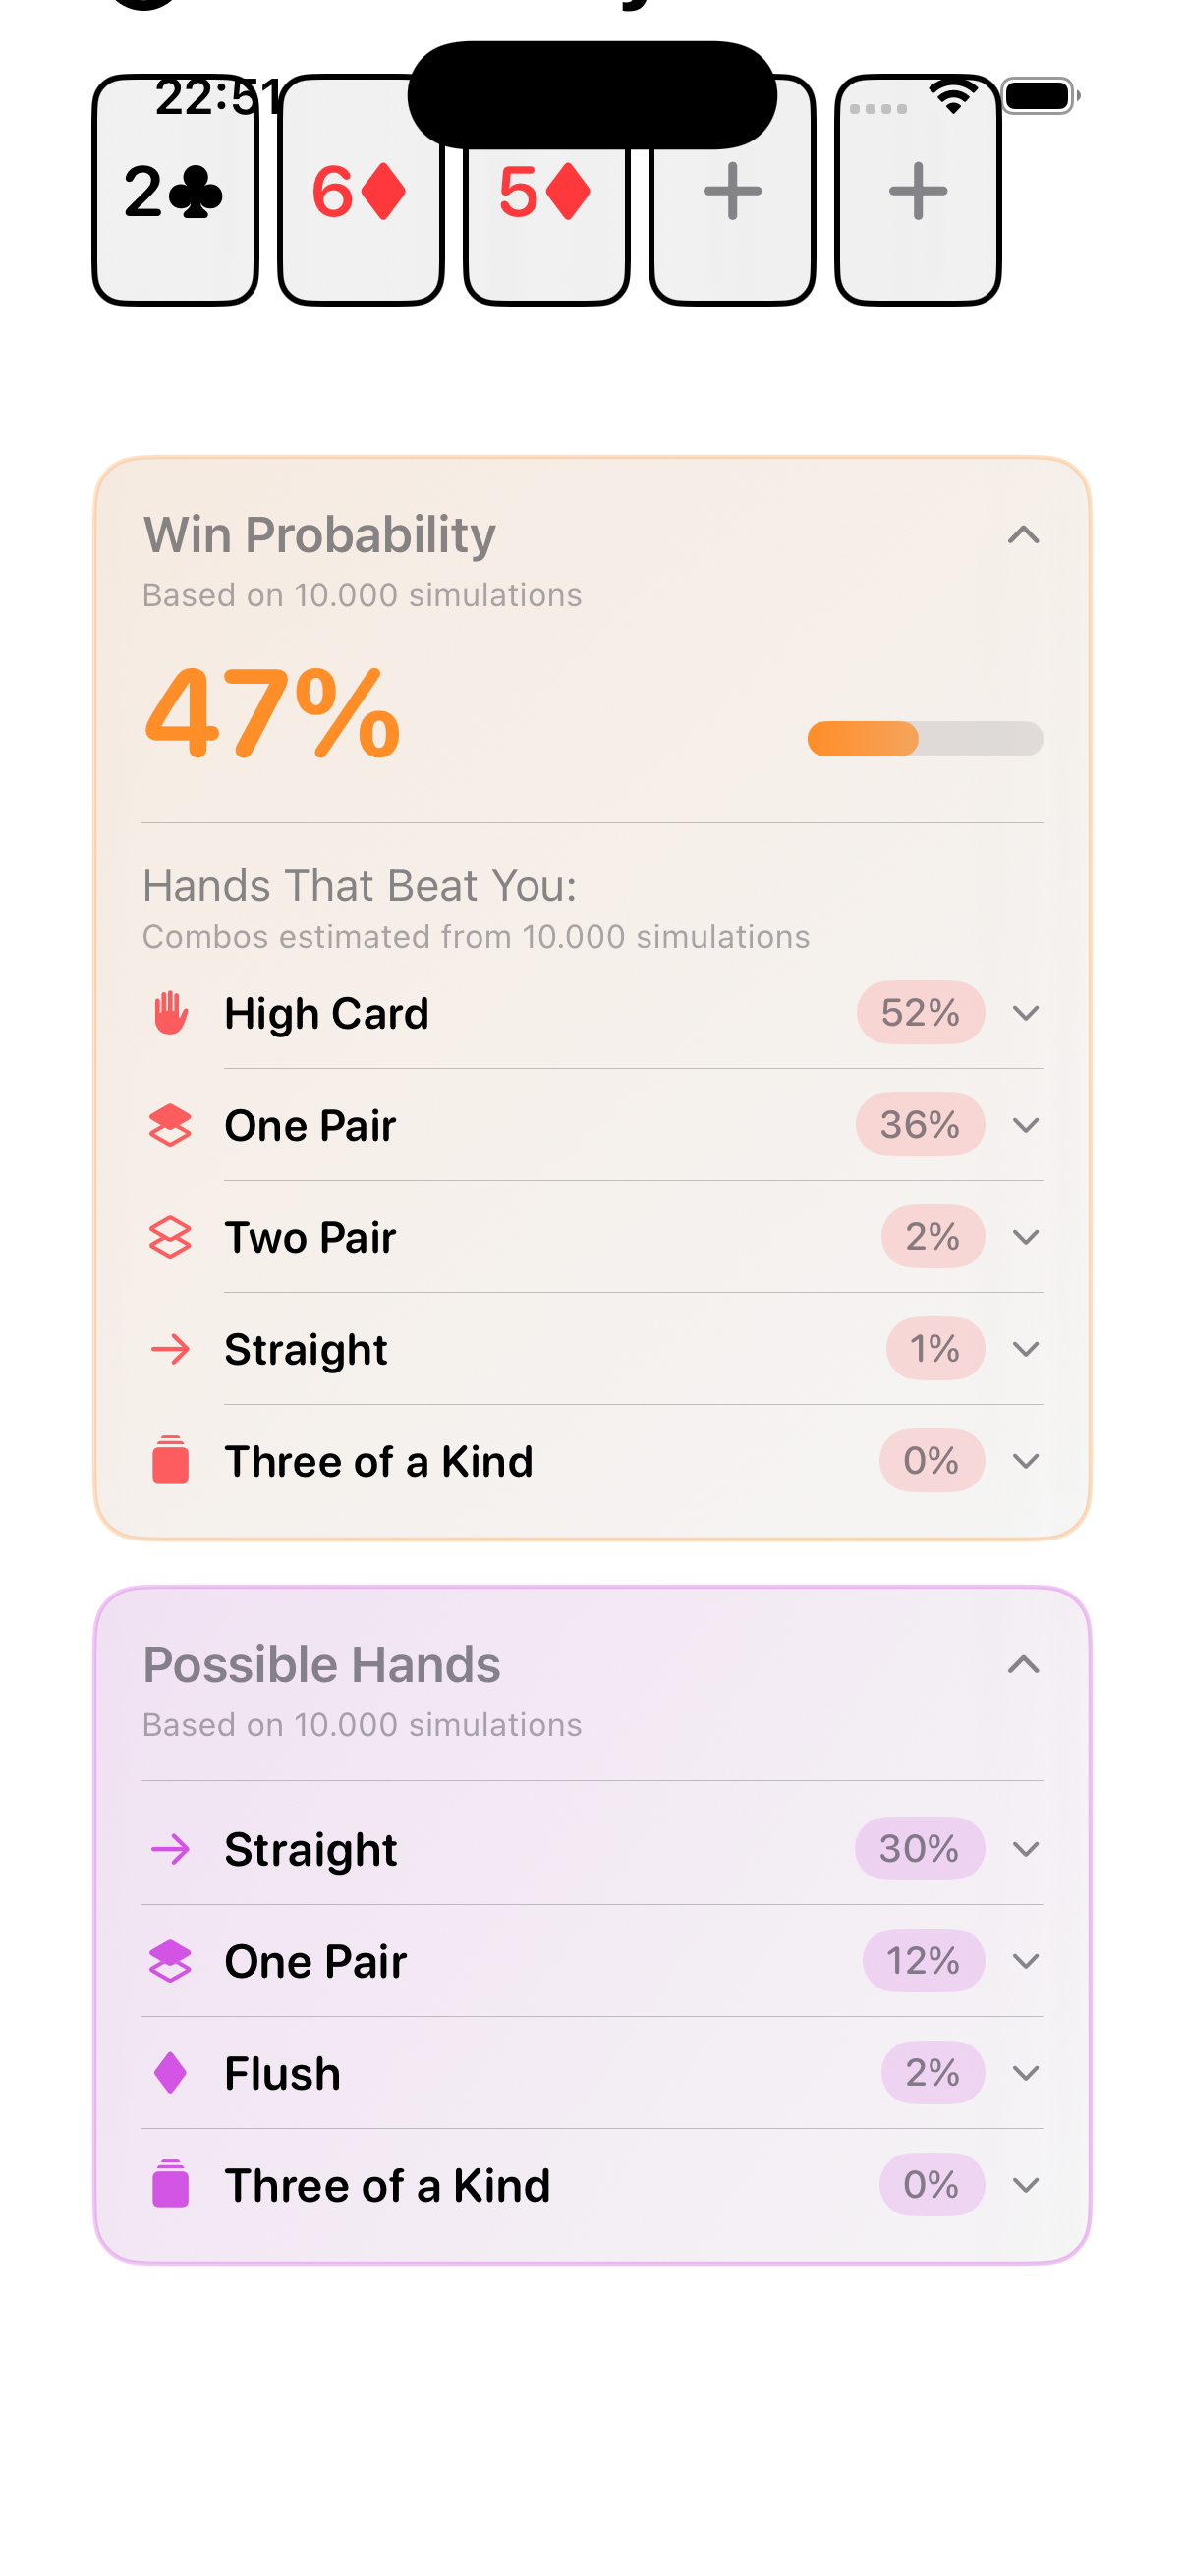 22:51
2♣ 6♦ 5♦ + +
Win Probability
Based on 10.000 simulations
47%
Hands That Beat You:
Combos estimated from 10.000 simulations
High Card 52%
One Pair 36%
Two Pair 2%
Straight 1%
Three of a Kind 0%
Possible Hands
Based on 10.000 simulations
Straight 30%
One Pair 12%
Flush 2%
Three of a Kind 0%